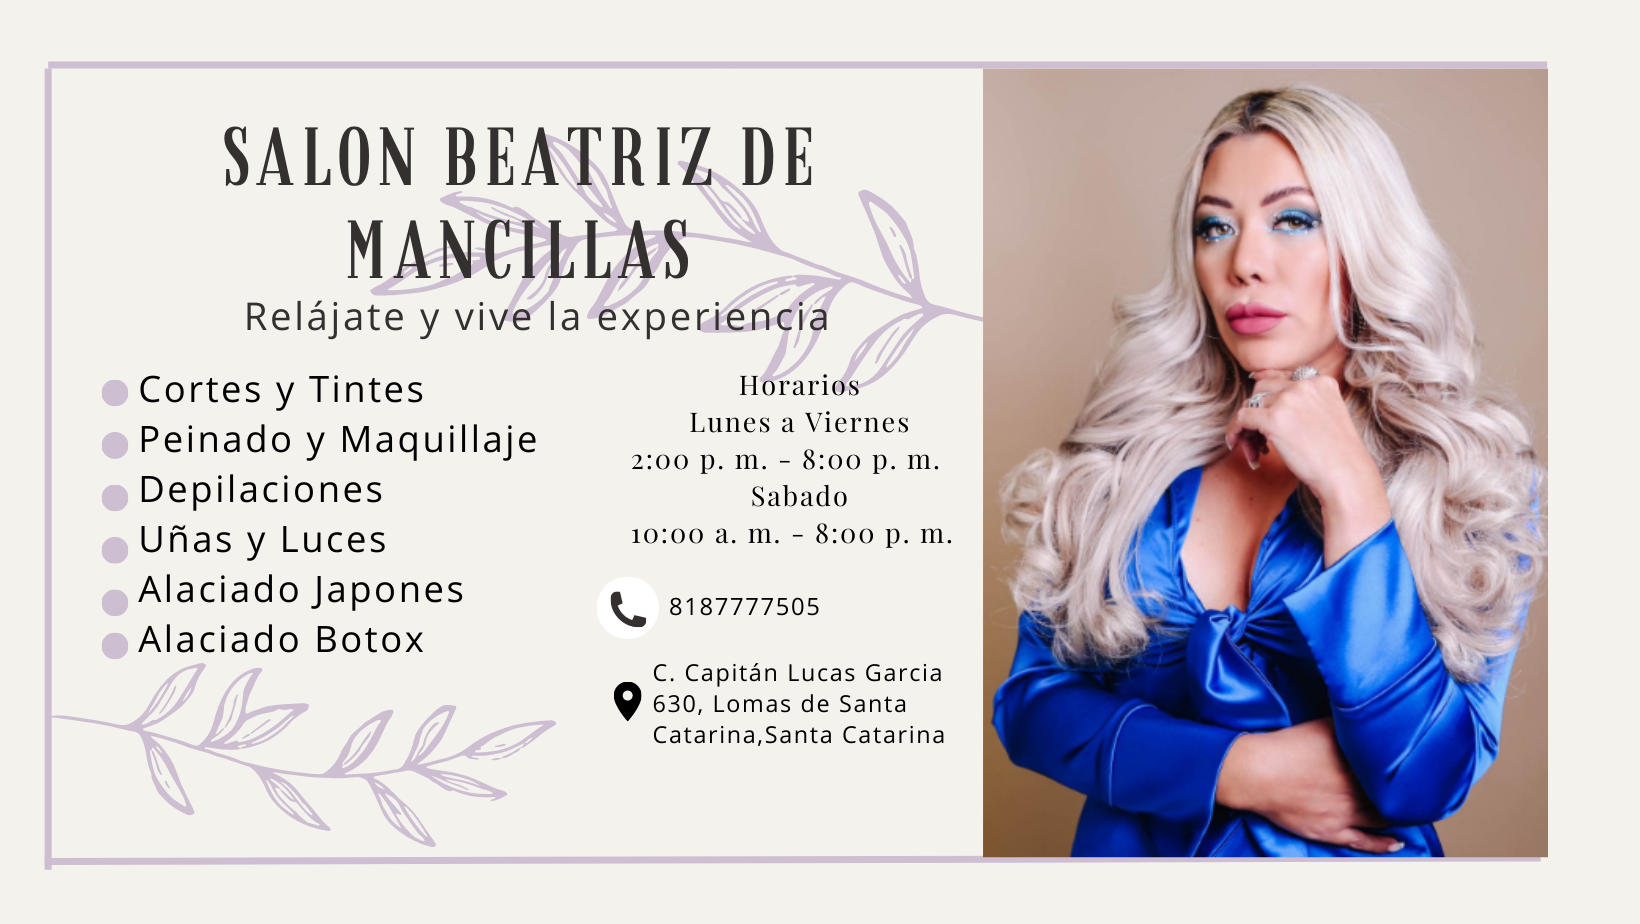 SALON BEATRIZ DE
MANCILLAS
Relájate y vive la experiencia
Cortes y Tintes
Peinado y Maquillaje
Depilaciones
Uñas y Luces
Alaciado Japones
Alaciado Botox
Horarios
Lunes a Viernes
2:00 p. m. - 8:00 p. m.
Sabado
10:00 a. m. - 8:00 p. m.
8187777505
C. Capitán Lucas Garcia
630, Lomas de Santa
Catarina,Santa Catarina